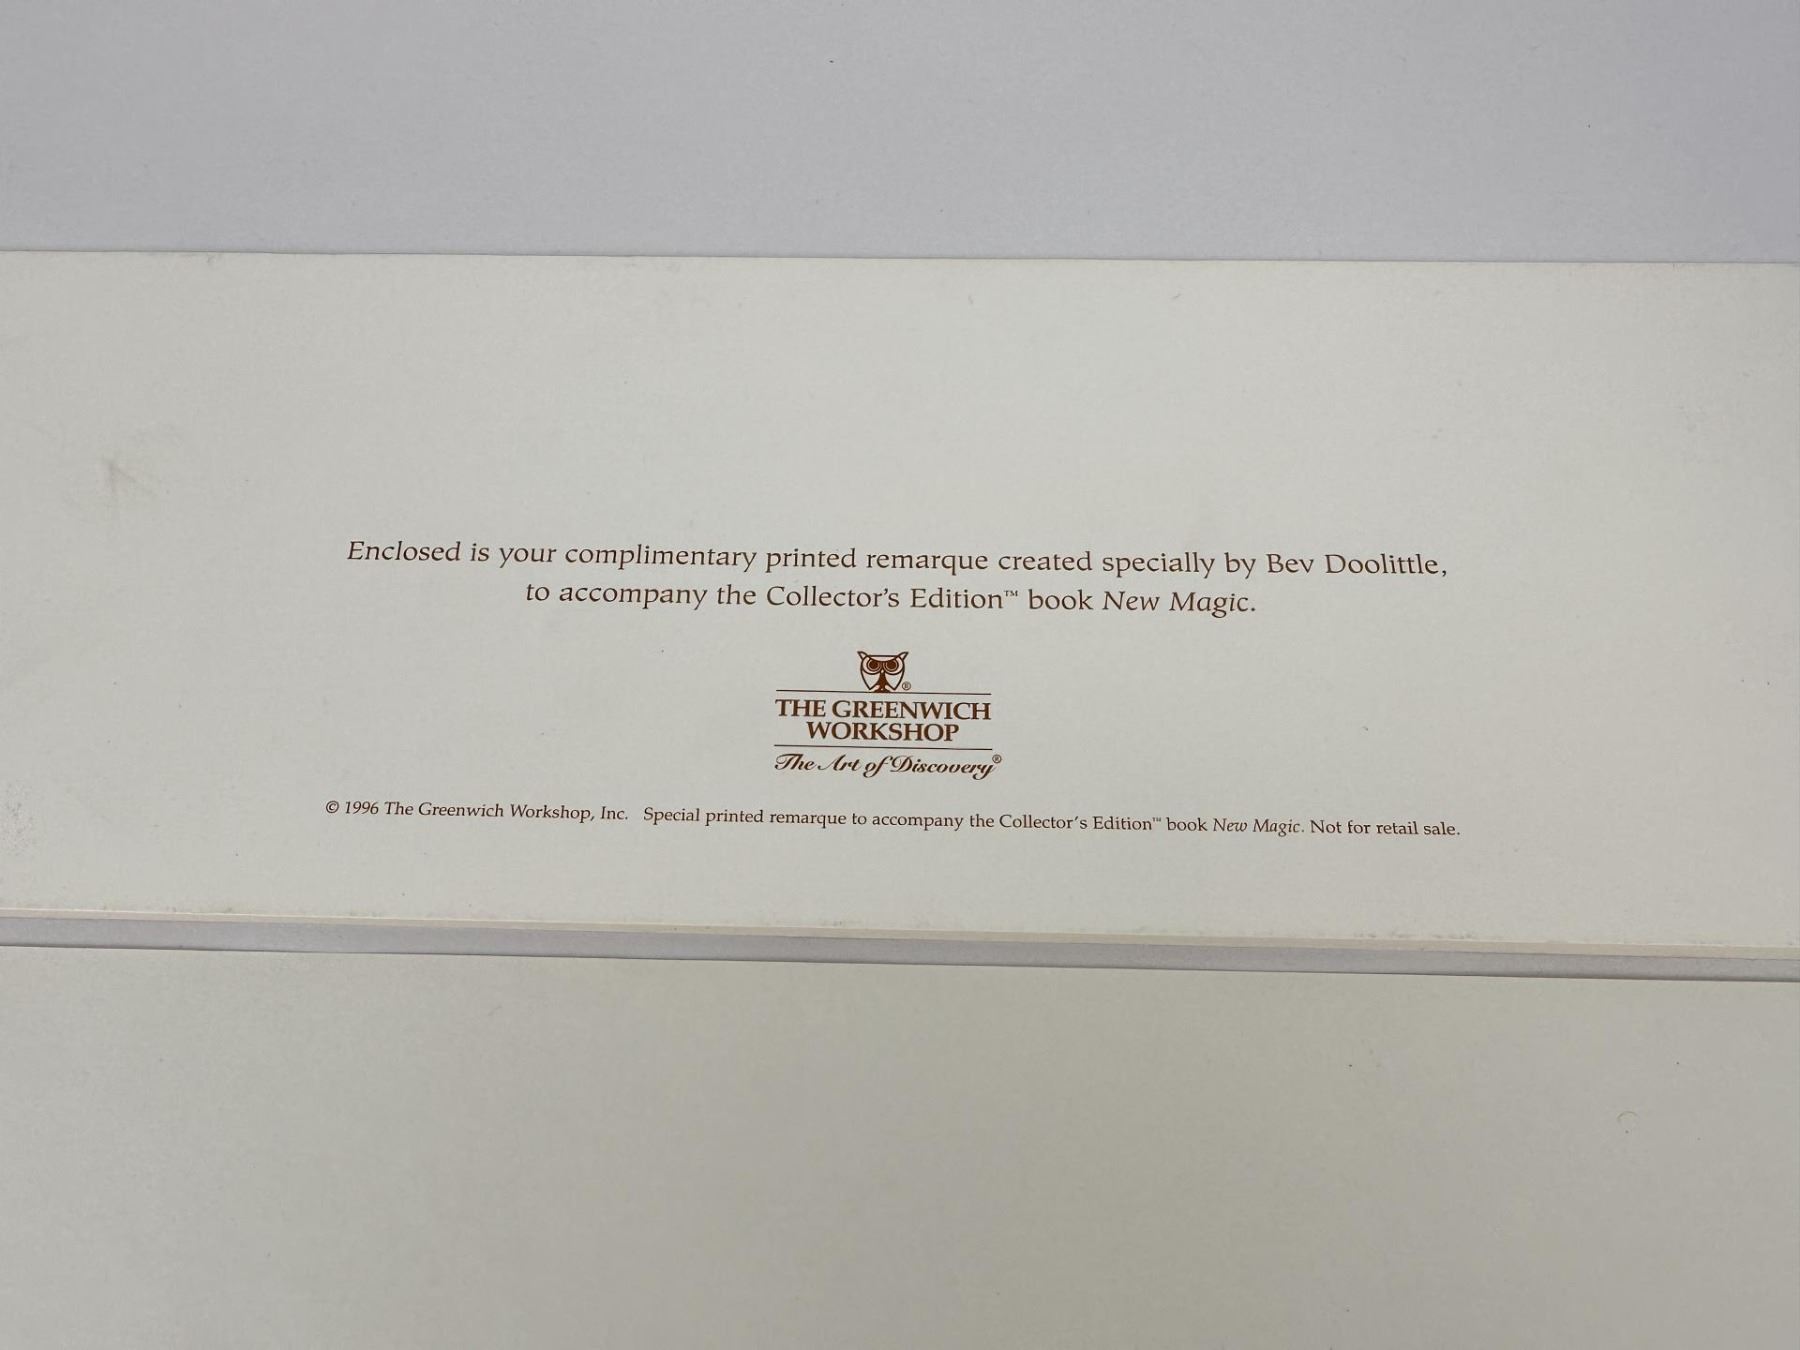 Enclosed is your complimentary printed remarque created specially by Bev Doolittle,
to accompany the Collector's Edition™ book New Magic.
®
THE GREENWICH
WORKSHOP
The Art of Discovery®
© 1996 The Greenwich Workshop, Inc. Special printed remarque to accompany the Collector's Edition™ book New Magic. Not for retail sale.